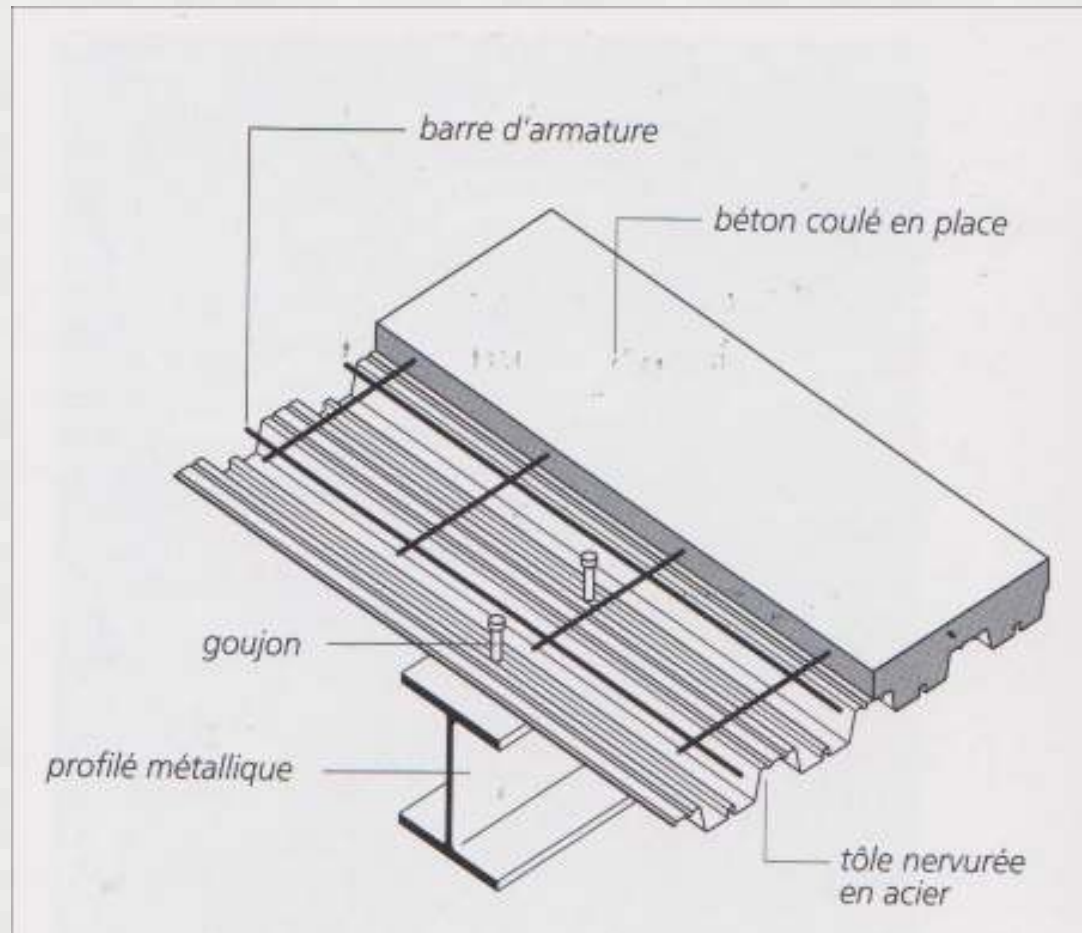 barre d'armature
béton coulé en place
goujon
profilé métallique
tôle nervurée
en acier